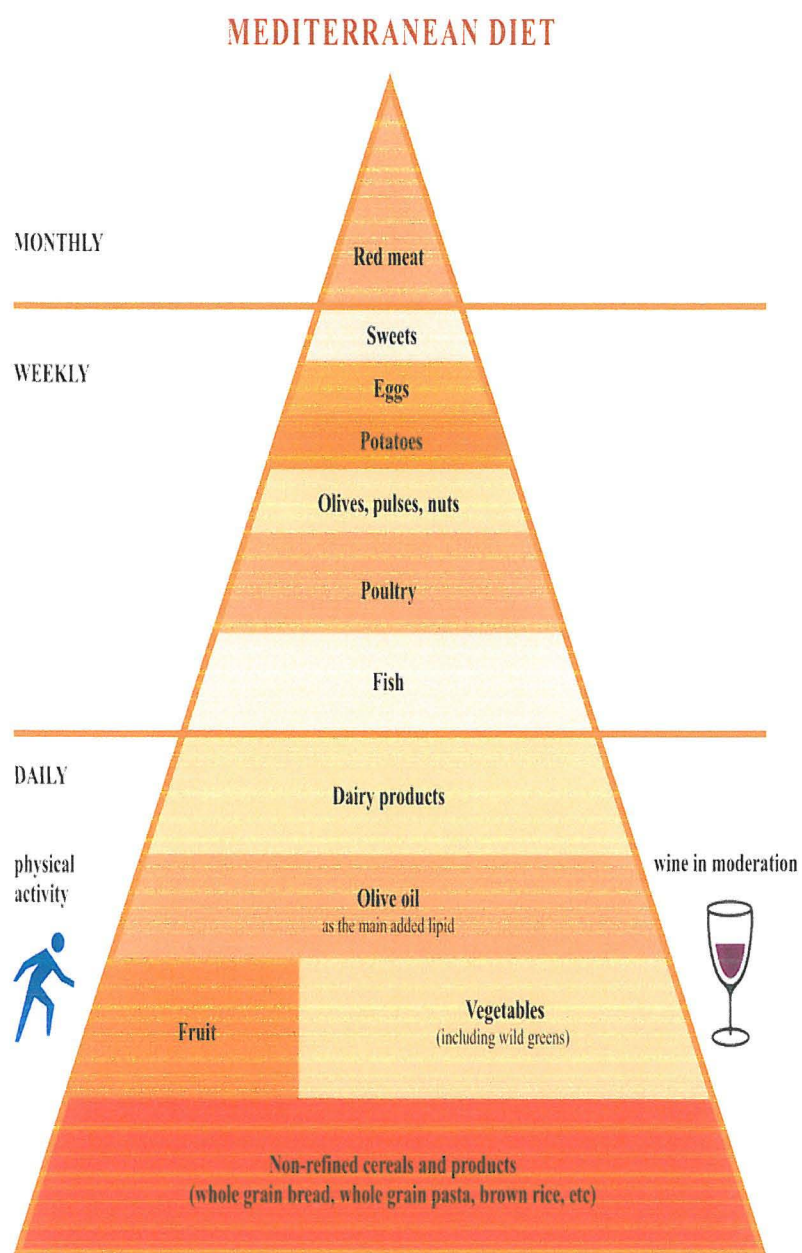 MEDITERRANEAN DIET
MONTHLY
Red meat
Sweets
WEEKLY
Eggs
Potatoes
Olives, pulses, nuts
Poultry
Fish
DAILY
Dairy products
physical
activity
wine in moderation
Olive oil
as the main added lipid
Fruit
Vegetables
(including wild greens)
Non-refined cereals and products
(whole grain bread, whole grain pasta, brown rice, etc)